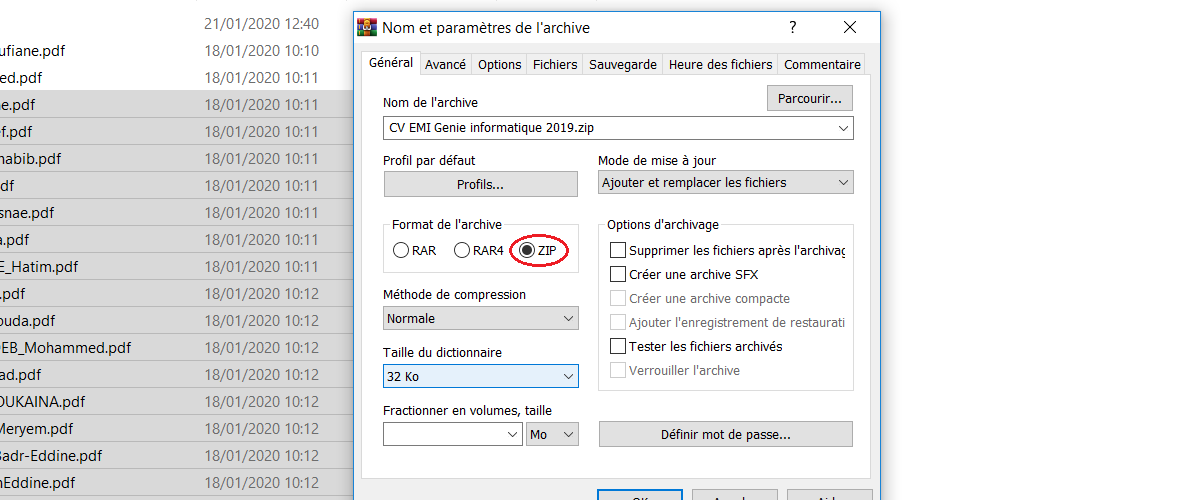 21/01/2020 12:40
ufiane.pdf 18/01/2020 10:10
ed.pdf 18/01/2020 10:11
e.pdf 18/01/2020 10:11
f.pdf 18/01/2020 10:11
habib.pdf 18/01/2020 10:11
df 18/01/2020 10:11
snae.pdf 18/01/2020 10:11
a.pdf 18/01/2020 10:11
E_Hatim.pdf 18/01/2020 10:11
.pdf 18/01/2020 10:12
ouda.pdf 18/01/2020 10:12
DEB_Mohammed.pdf 18/01/2020 10:12
ad.pdf 18/01/2020 10:12
OUKAINA.pdf 18/01/2020 10:12
Meryem.pdf 18/01/2020 10:12
Badr-Eddine.pdf 18/01/2020 10:12
nEddine.pdf 18/01/2020 10:12
Nom et paramètres de l'archive ?
Général Avancé Options Fichiers Sauvegarde Heure des fichiers Commentaire
Nom de l'archive
Parcourir...
CV EMI Genie informatique 2019.zip
Profil par défaut
Profils...
Mode de mise à jour
Ajouter et remplacer les fichiers
Format de l'archive
RAR RAR4 ZIP
Méthode de compression
Normale
Taille du dictionnaire
32 Ko
Fractionner en volumes, taille
Mo
Options d'archivage
Supprimer les fichiers après l'archivag
Créer une archive SFX
Créer une archive compacte
Ajouter l'enregistrement de restaurati
Tester les fichiers archivés
Verrouiller l'archive
Définir mot de passe...